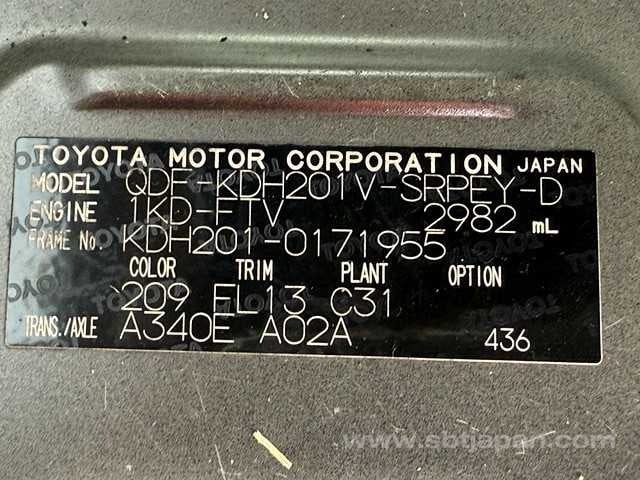 TOYOTA MOTOR CORPORATION JAPAN
MODEL QDF-KDH201V-SRPEY-D
ENGINE 1KD-FTV 2982 mL
FRAME No. KDH201-0171955
COLOR TRIM PLANT OPTION
209 FL13 C31
TRANS./AXLE A340E A02A 436
www.sbtjapan.com